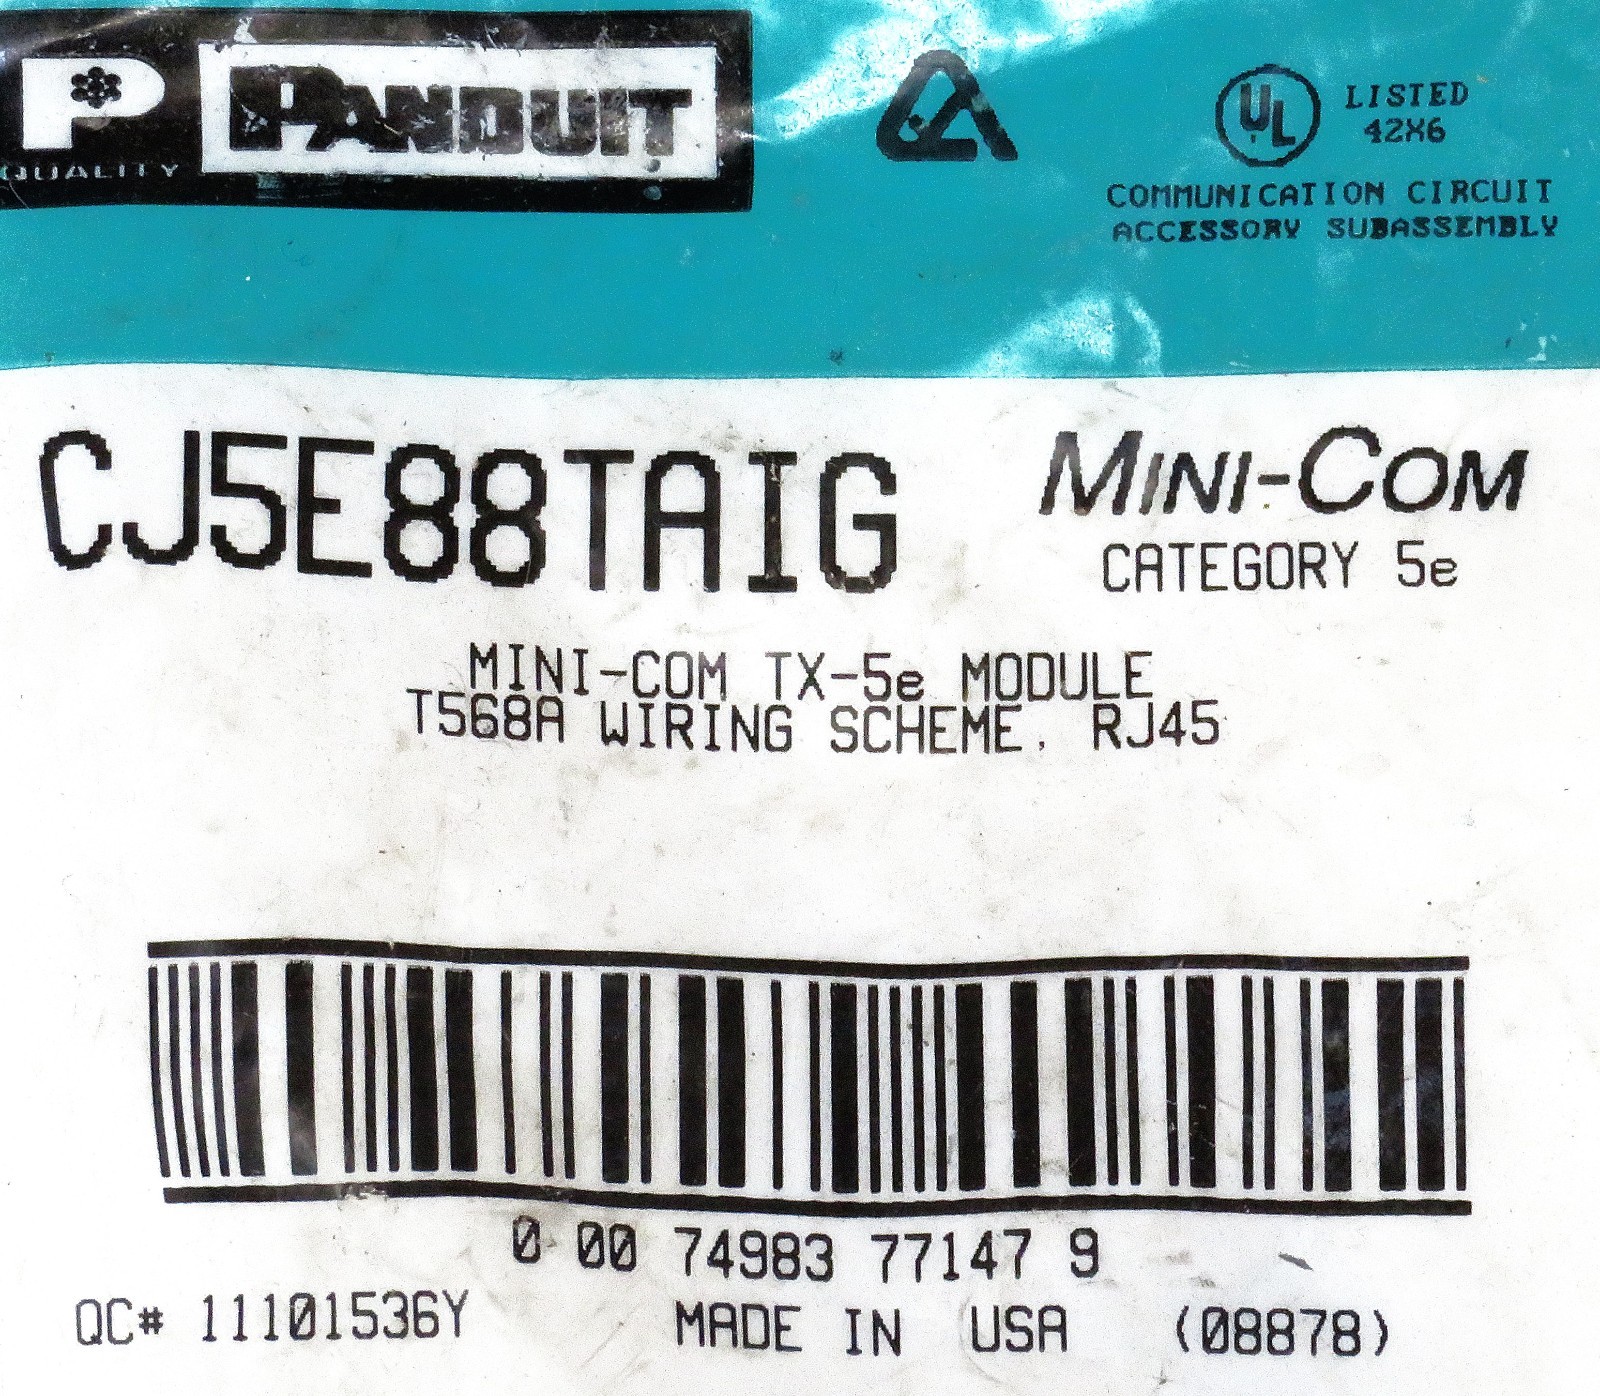 P
QUALITY
PANDUIT
UL LISTED
42X6
COMMUNICATION CIRCUIT
ACCESSORY SUBASSEMBLY
CJ5E88TAIG
MINI-COM
CATEGORY 5e
MINI-COM TX-5e MODULE
T568A WIRING SCHEME, RJ45
0 00 74983 77147 9
QC# 11101536Y
MADE IN USA
(08878)